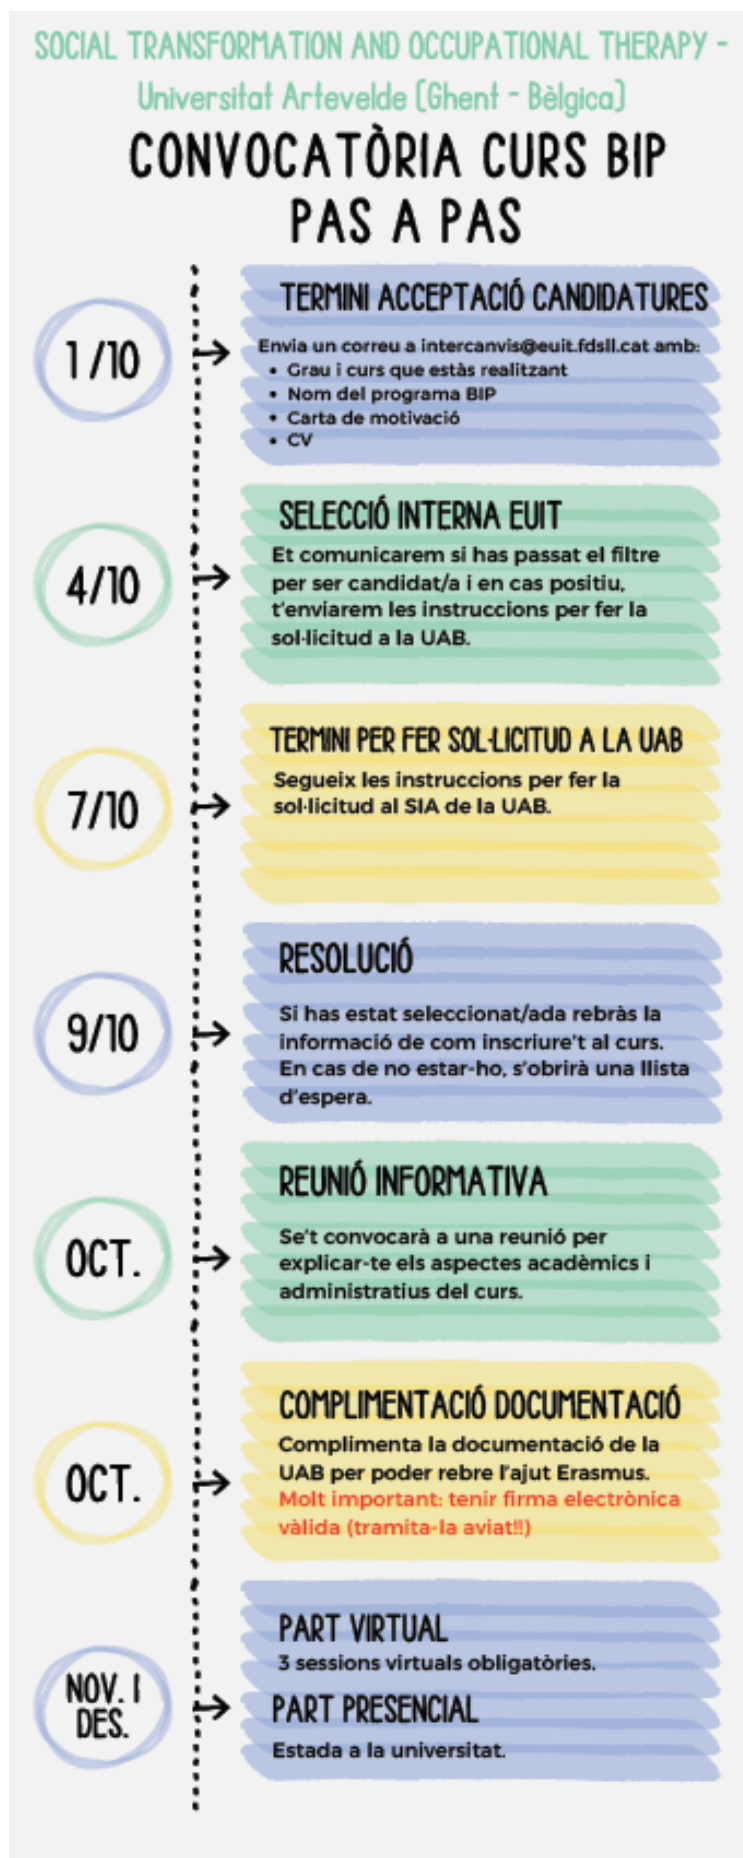 SOCIAL TRANSFORMATION AND OCCUPATIONAL THERAPY -
Universitat Artevelde (Ghent - Bèlgica)
CONVOCATÒRIA CURS BIP
PAS A PAS
1/10
TERMINI ACCEPTACIÓ CANDIDATURES
Envia un correu a intercanvis@euit.fdsll.cat amb:
• Grau i curs que estàs realitzant
• Nom del programa BIP
• Carta de motivació
• CV
4/10
SELECCIÓ INTERNA EUIT
Et comunicarem si has passat el filtre
per ser candidat/a i en cas positiu,
t'enviarem les instruccions per fer la
sol·licitud a la UAB.
7/10
TERMINI PER FER SOL·LICITUD A LA UAB
Segueix les instruccions per fer la
sol·licitud al SIA de la UAB.
9/10
RESOLUCIÓ
Si has estat seleccionat/ada rebràs la
informació de com inscriure't al curs.
En cas de no estar-ho, s'obrirà una llista
d'espera.
OCT.
REUNIÓ INFORMATIVA
Se't convocarà a una reunió per
explicar-te els aspectes acadèmics i
administratius del curs.
OCT.
COMPLIMENTACIÓ DOCUMENTACIÓ
Complimenta la documentació de la
UAB per poder rebre l'ajut Erasmus.
Molt important: tenir firma electrònica
vàlida (tramita-la aviat!!)
NOV. I
DES.
PART VIRTUAL
3 sessions virtuals obligatòries.
PART PRESENCIAL
Estada a la universitat.